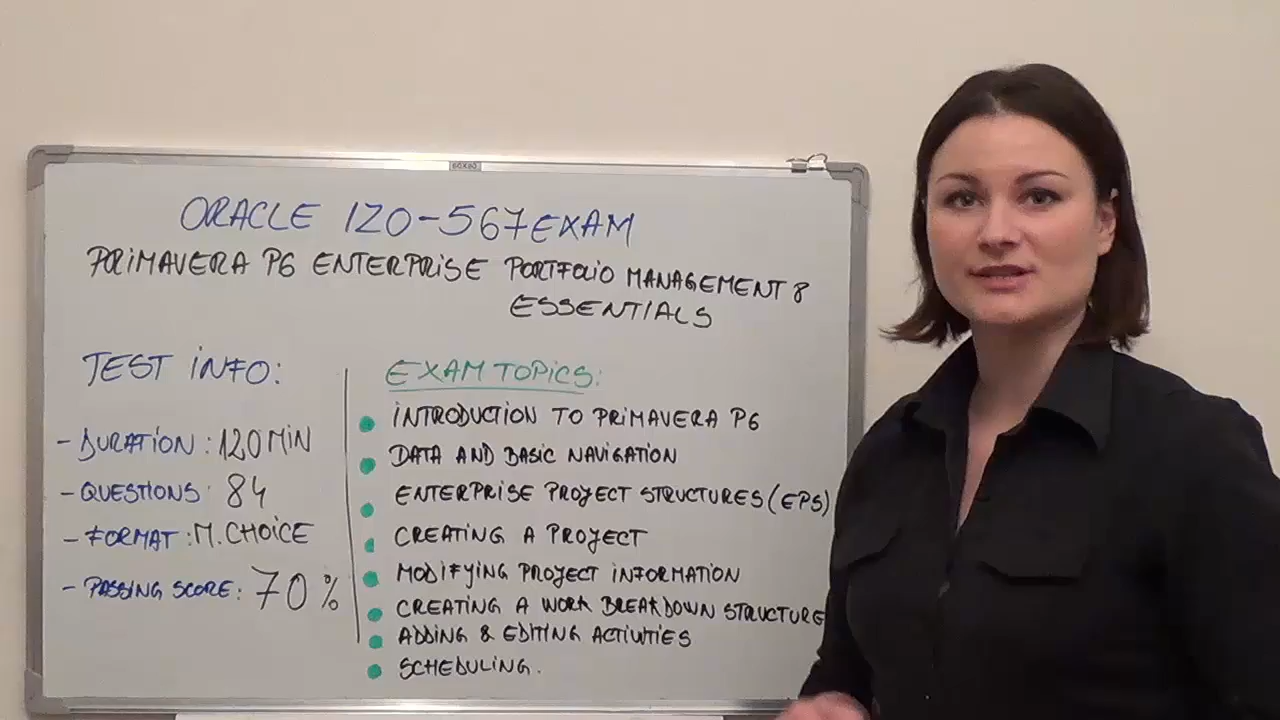 ORACLE 1Z0-567 EXAM
PRIMAVERA P6 ENTERPRISE PORTFOLIO MANAGEMENT 8
ESSENTIALS
TEST INFO:
- DURATION: 120 MIN
- QUESTIONS: 84
- FORMAT: M. CHOICE
- PASSING SCORE: 70 %
EXAM TOPICS:
INTRODUCTION TO PRIMAVERA P6
DATA AND BASIC NAVIGATION
ENTERPRISE PROJECT STRUCTURES (EPS)
CREATING A PROJECT
MODIFYING PROJECT INFORMATION
CREATING A WORK BREAKDOWN STRUCTURE
ADDING & EDITING ACTIVITIES
SCHEDULING.